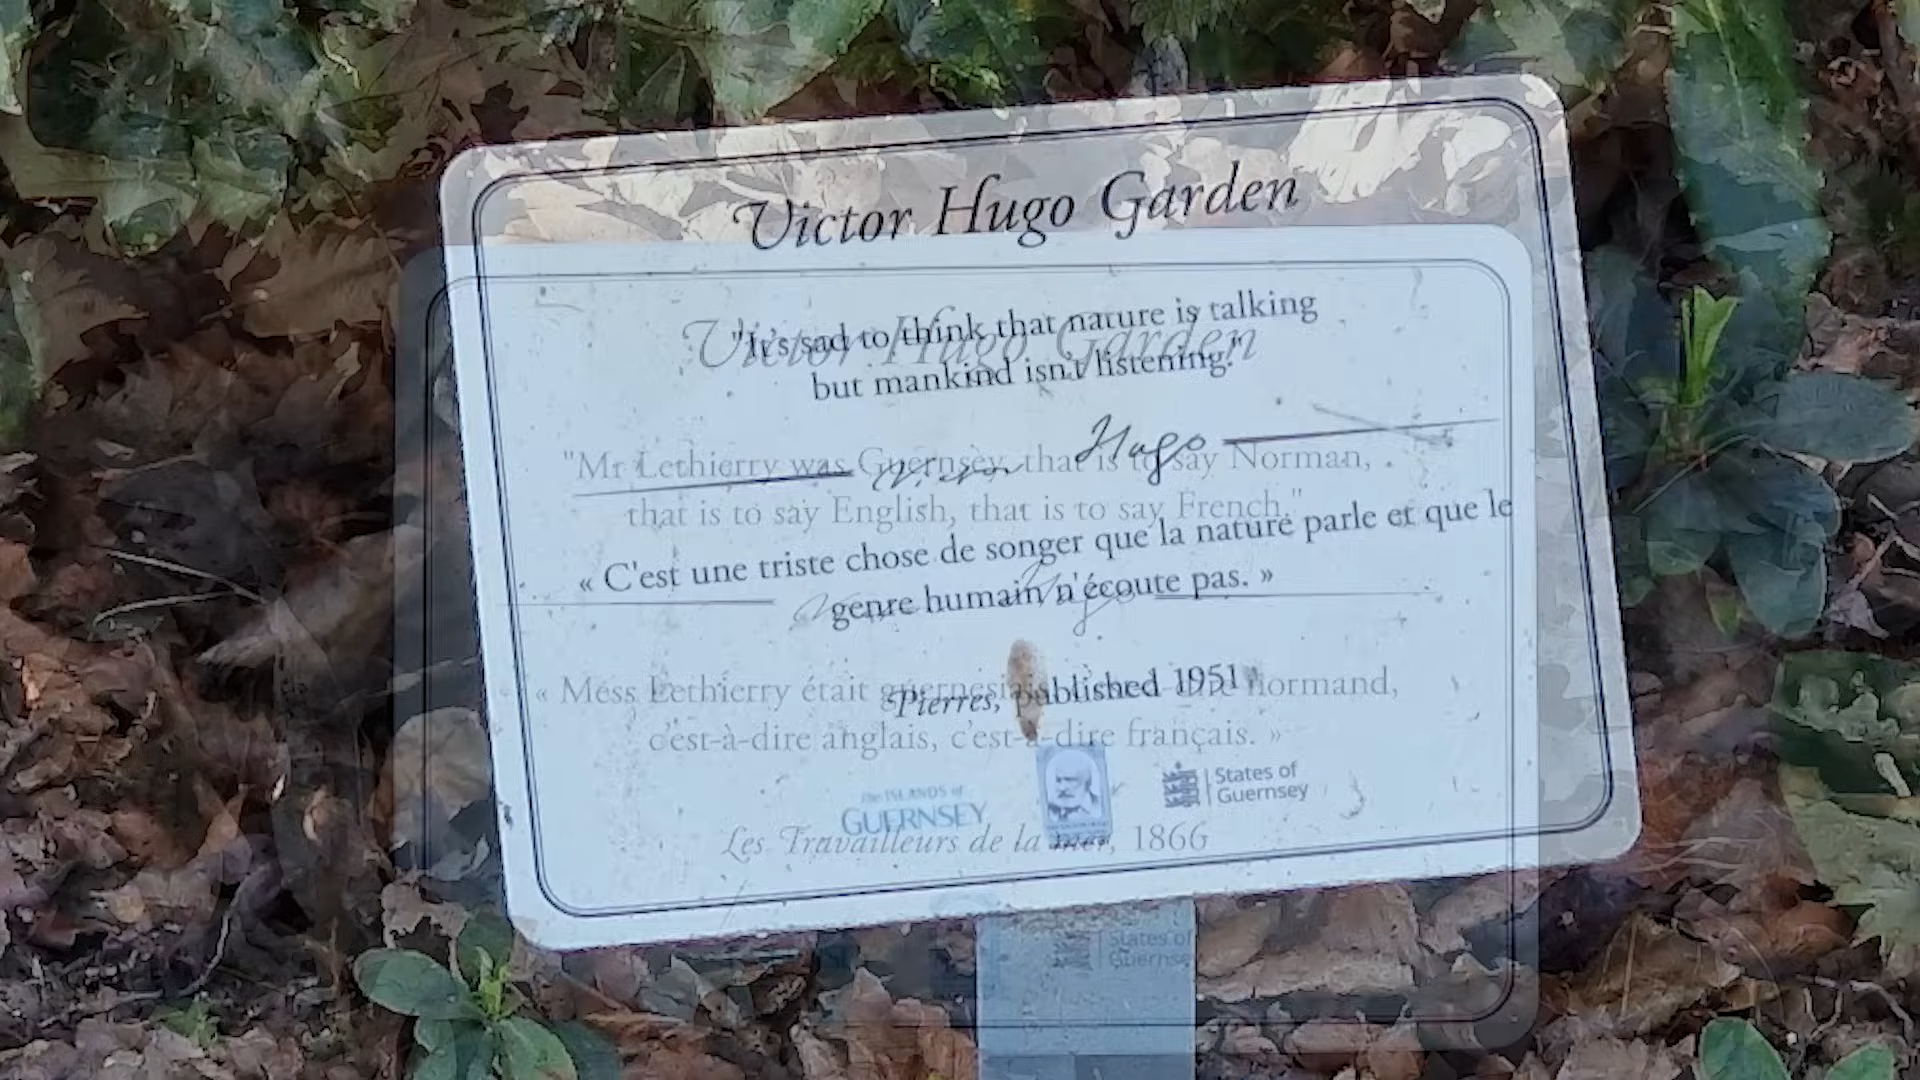 Victor Hugo Garden
"It's sad to think that nature is talking
but mankind isn't listening."
Hugo
« C'est une triste chose de songer que la nature parle et que le
genre humain n'écoute pas. »
Pierres, published 1951
the ISLANDS of
GUERNSEY
States of
Guernsey
Victor Hugo Garden
"Mr Lethierry was Guernsey, that is to say Norman,
that is to say English, that is to say French."
« Mess Lethierry était normand,
c'est-à-dire anglais, c'est-à-dire français. »
Les Travailleurs de la mer, 1866
States of
Guernsey